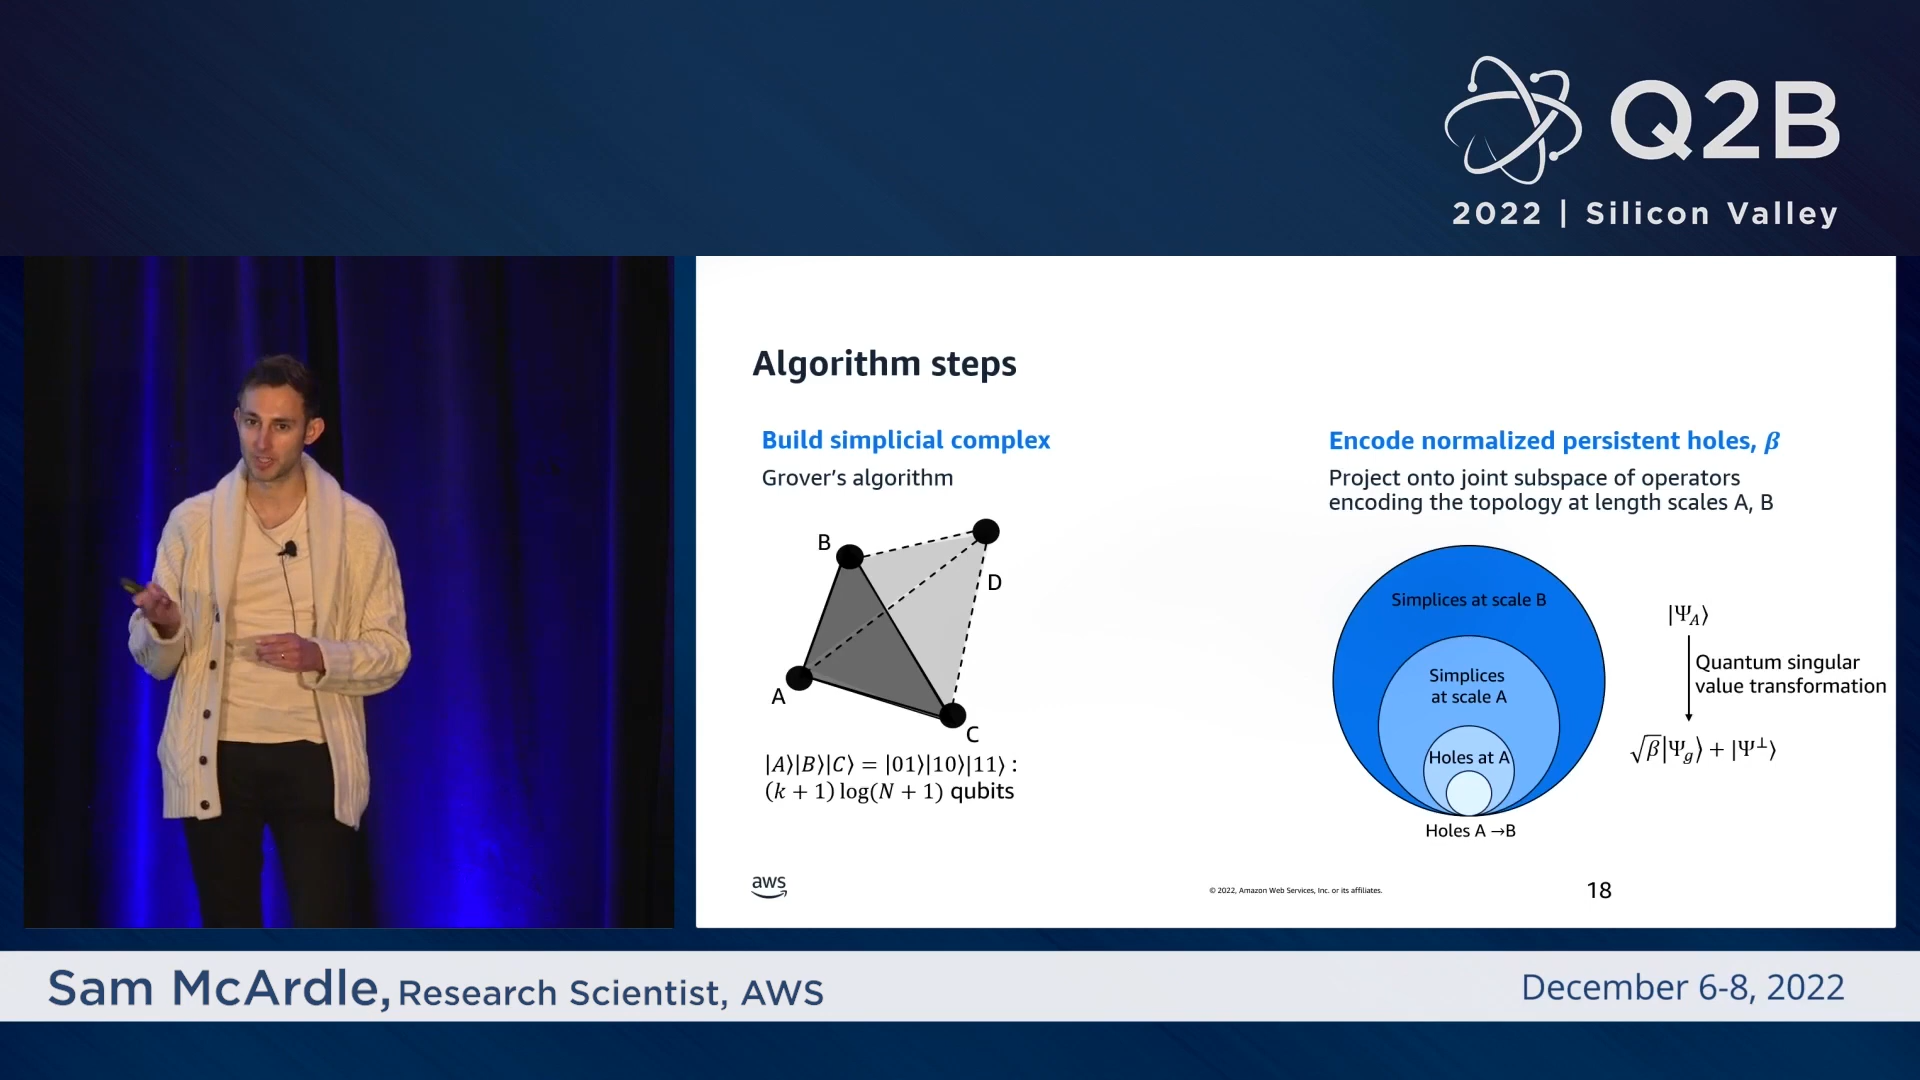 Q2B
2022 | Silicon Valley
Algorithm steps
Build simplicial complex
Grover's algorithm
B
D
A
C
|A⟩|B⟩|C⟩ = |01⟩|10⟩|11⟩ :
(k + 1) log(N + 1) qubits
Encode normalized persistent holes, β
Project onto joint subspace of operators
encoding the topology at length scales A, B
Simplices at scale B
Simplices
at scale A
Holes at A
Holes A →B
|Ψ_A⟩
Quantum singular
value transformation
√β|Ψ_g⟩ + |Ψ^⊥⟩
aws
© 2022, Amazon Web Services, Inc. or its affiliates.
18
Sam McArdle, Research Scientist, AWS
December 6-8, 2022